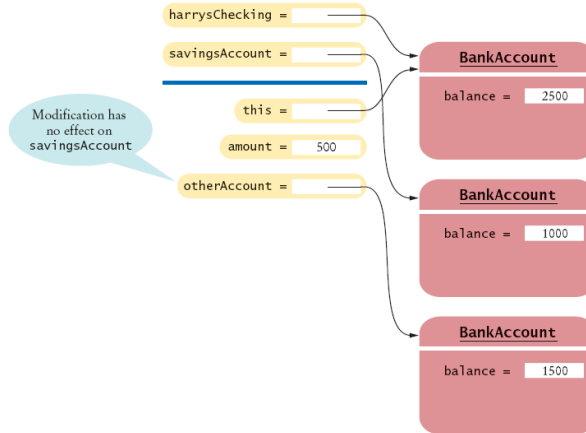 harrysChecking =
savingsAccount =
this =
amount = 500
otherAccount =
Modification has
no effect on
savingsAccount
BankAccount
balance = 2500
BankAccount
balance = 1000
BankAccount
balance = 1500